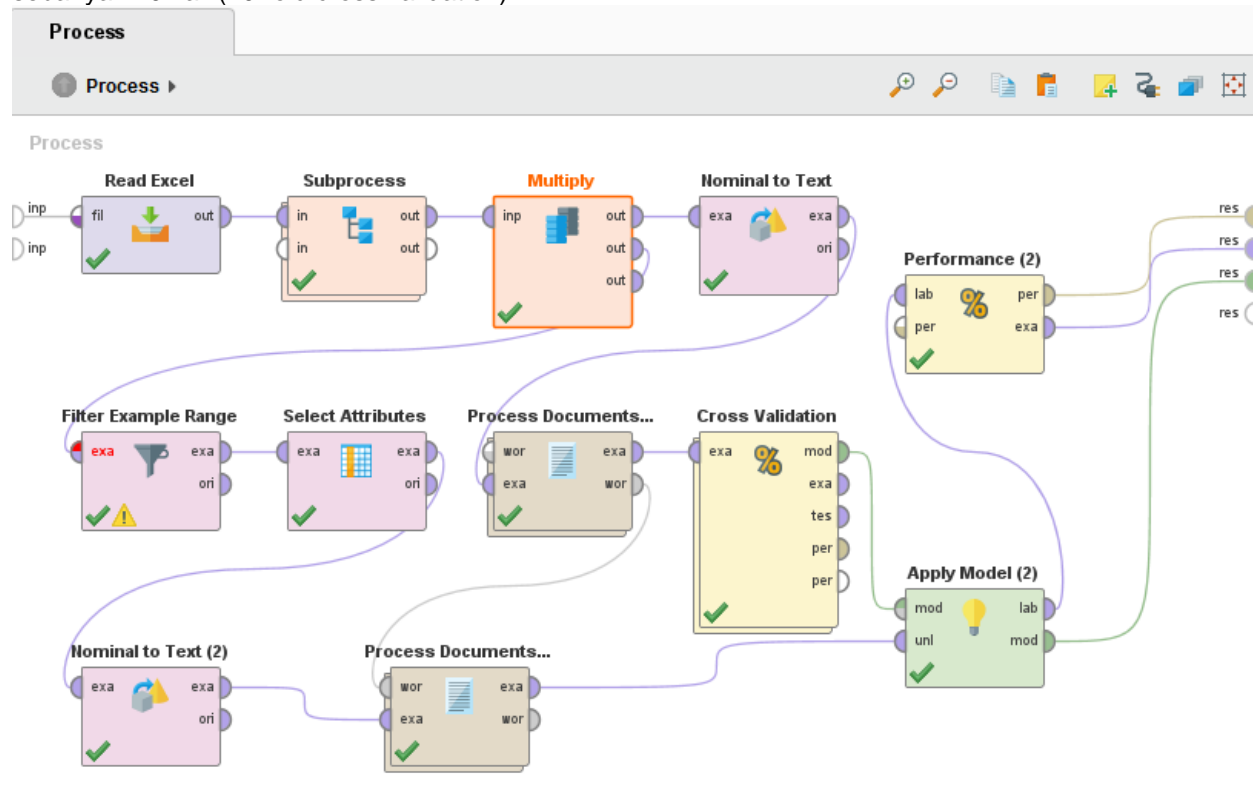 Process
Process
Process
Read Excel
Subprocess
Multiply
Nominal to Text
inp
fil
out
in
out
inp
out
exa
exa
res
inp
in
out
out
ori
res
out
Performance (2)
res
lab
per
res
per
exa
Filter Example Range
Select Attributes
Process Documents...
Cross Validation
exa
exa
exa
exa
wor
exa
exa
mod
ori
ori
exa
wor
exa
tes
per
per
Apply Model (2)
mod
lab
unl
mod
Nominal to Text (2)
Process Documents...
exa
exa
wor
exa
ori
exa
wor